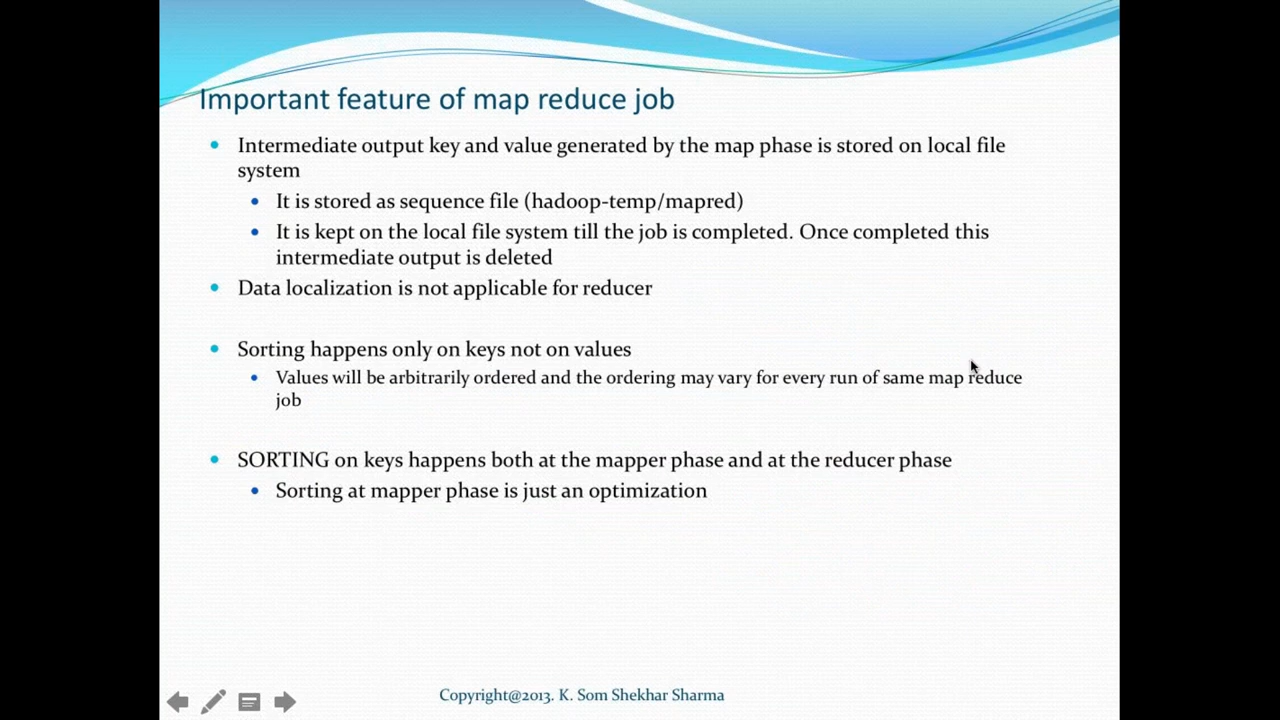 Important feature of map reduce job
Intermediate output key and value generated by the map phase is stored on local file
system
It is stored as sequence file (hadoop-temp/mapred)
It is kept on the local file system till the job is completed. Once completed this
intermediate output is deleted
Data localization is not applicable for reducer
Sorting happens only on keys not on values
Values will be arbitrarily ordered and the ordering may vary for every run of same map reduce
job
SORTING on keys happens both at the mapper phase and at the reducer phase
Sorting at mapper phase is just an optimization
Copyright@2013. K. Som Shekhar Sharma